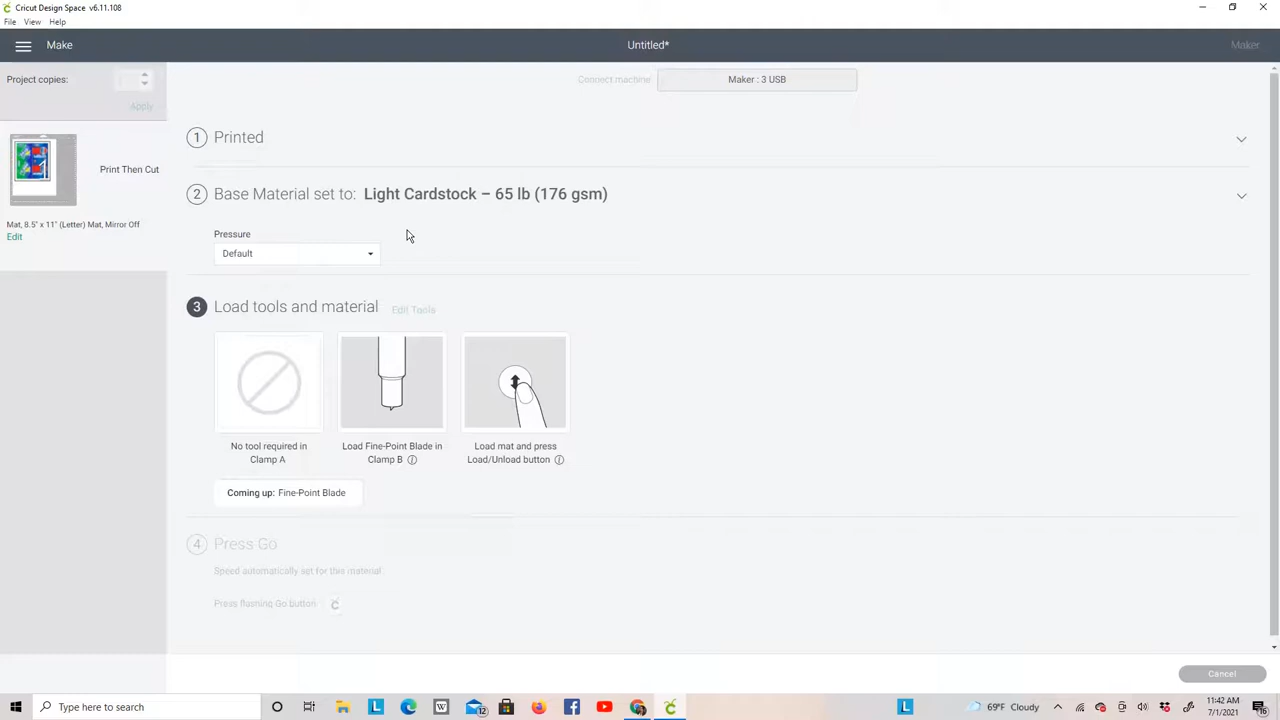 Cricut Design Space v6.11.108
File View Help
Make
Untitled*
Maker
Project copies:
Apply
Connect machine
Maker : 3 USB
1 Printed
Print Then Cut
Mat, 8.5" x 11" (Letter) Mat, Mirror Off
Edit
2 Base Material set to: Light Cardstock – 65 lb (176 gsm)
Pressure
Default
3 Load tools and material Edit Tools
No tool required in
Clamp A
Load Fine-Point Blade in
Clamp B
Load mat and press
Load/Unload button
Coming up: Fine-Point Blade
4 Press Go
Speed automatically set for this material.
Press flashing Go button
Cancel
Type here to search
L
W
12
L
69°F Cloudy
11:42 AM
7/1/2021
16